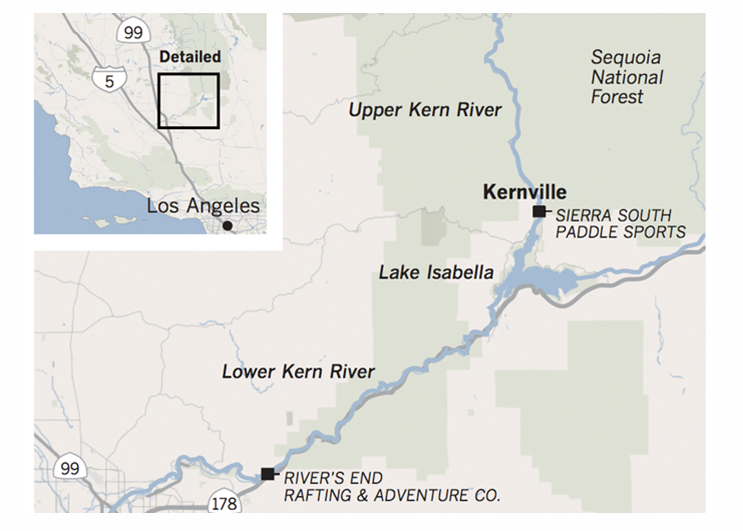 99
Detailed
5
Los Angeles
Sequoia
National
Forest
Upper Kern River
Kernville
SIERRA SOUTH
PADDLE SPORTS
Lake Isabella
Lower Kern River
99
RIVER'S END
RAFTING & ADVENTURE CO.
178